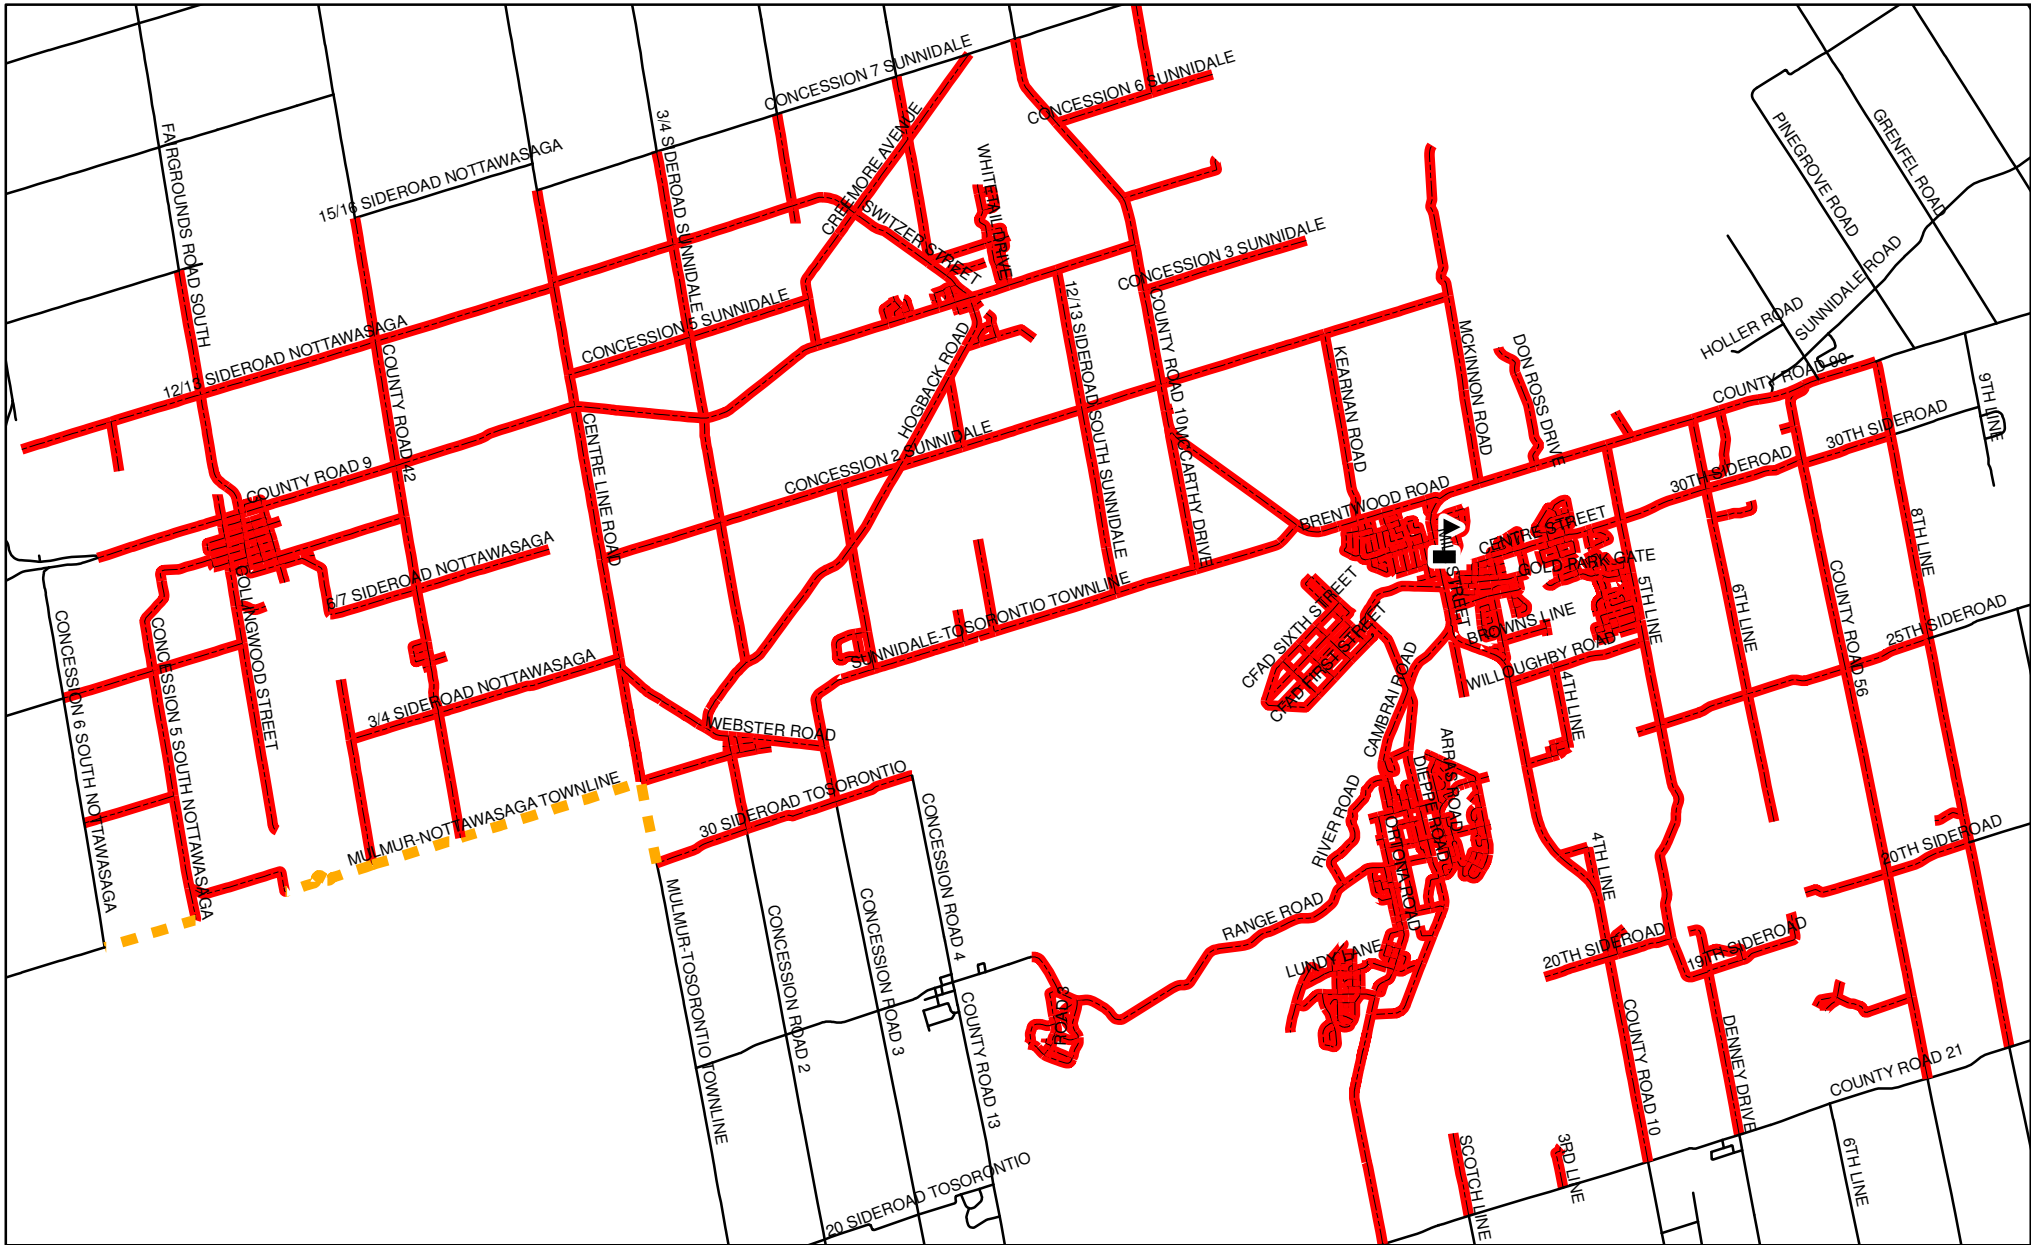 CONCESSION 7 SUNNIDALE
CONCESSION 6 SUNNIDALE
FAIRGROUNDS ROAD SOUTH
15/16 SIDEROAD NOTTAWASAGA
3/4 SIDEROAD SUNNIDALE
CREEMORE AVENUE
WHITETAIL DRIVE
SWITZER STREET
PINEGROVE ROAD
GRENFEL ROAD
SUNNIDALE ROAD
HOLLER ROAD
CONCESSION 3 SUNNIDALE
12/13 SIDEROAD NOTTAWASAGA
CONCESSION 5 SUNNIDALE
12/13 SIDEROAD SOUTH SUNNIDALE
COUNTY ROAD 10
MCCARTHY DRIVE
KEARNAN ROAD
MCKINNON ROAD
DON ROSS DRIVE
COUNTY ROAD 90
9TH LINE
30TH SIDEROAD
30TH SIDEROAD
COUNTY ROAD 42
HOGBACK ROAD
CENTRE LINE ROAD
CONCESSION 2 SUNNIDALE
COUNTY ROAD 9
BRENTWOOD ROAD
MILL STREET
CENTRE STREET
GOLD PARK GATE
8TH LINE
6/7 SIDEROAD NOTTAWASAGA
COLLINGWOOD STREET
CONCESSION 6 SOUTH NOTTAWASAGA
CONCESSION 5 SOUTH NOTTAWASAGA
SUNNIDALE-TOSORONTIO TOWNLINE
CFAD SIXTH STREET
CFAD FIRST STREET
BROWNS LINE
WILLOUGHBY ROAD
5TH LINE
6TH LINE
COUNTY ROAD 56
25TH SIDEROAD
3/4 SIDEROAD NOTTAWASAGA
WEBSTER ROAD
CAMBRAI ROAD
4TH LINE
ARRAS ROAD
DIEPPE ROAD
ORTONA ROAD
RIVER ROAD
MULMUR-NOTTAWASAGA TOWNLINE
30 SIDEROAD TOSORONTIO
CONCESSION ROAD 4
4TH LINE
20TH SIDEROAD
MULMUR-TOSORONTIO TOWNLINE
CONCESSION ROAD 2
CONCESSION ROAD 3
RANGE ROAD
LUNDY LANE
20TH SIDEROAD
19TH SIDEROAD
ROAD 3
COUNTY ROAD 13
COUNTY ROAD 10
DENNEY DRIVE
COUNTY ROAD 21
20 SIDEROAD TOSORONTIO
SCOTCH LINE
3RD LINE
6TH LINE